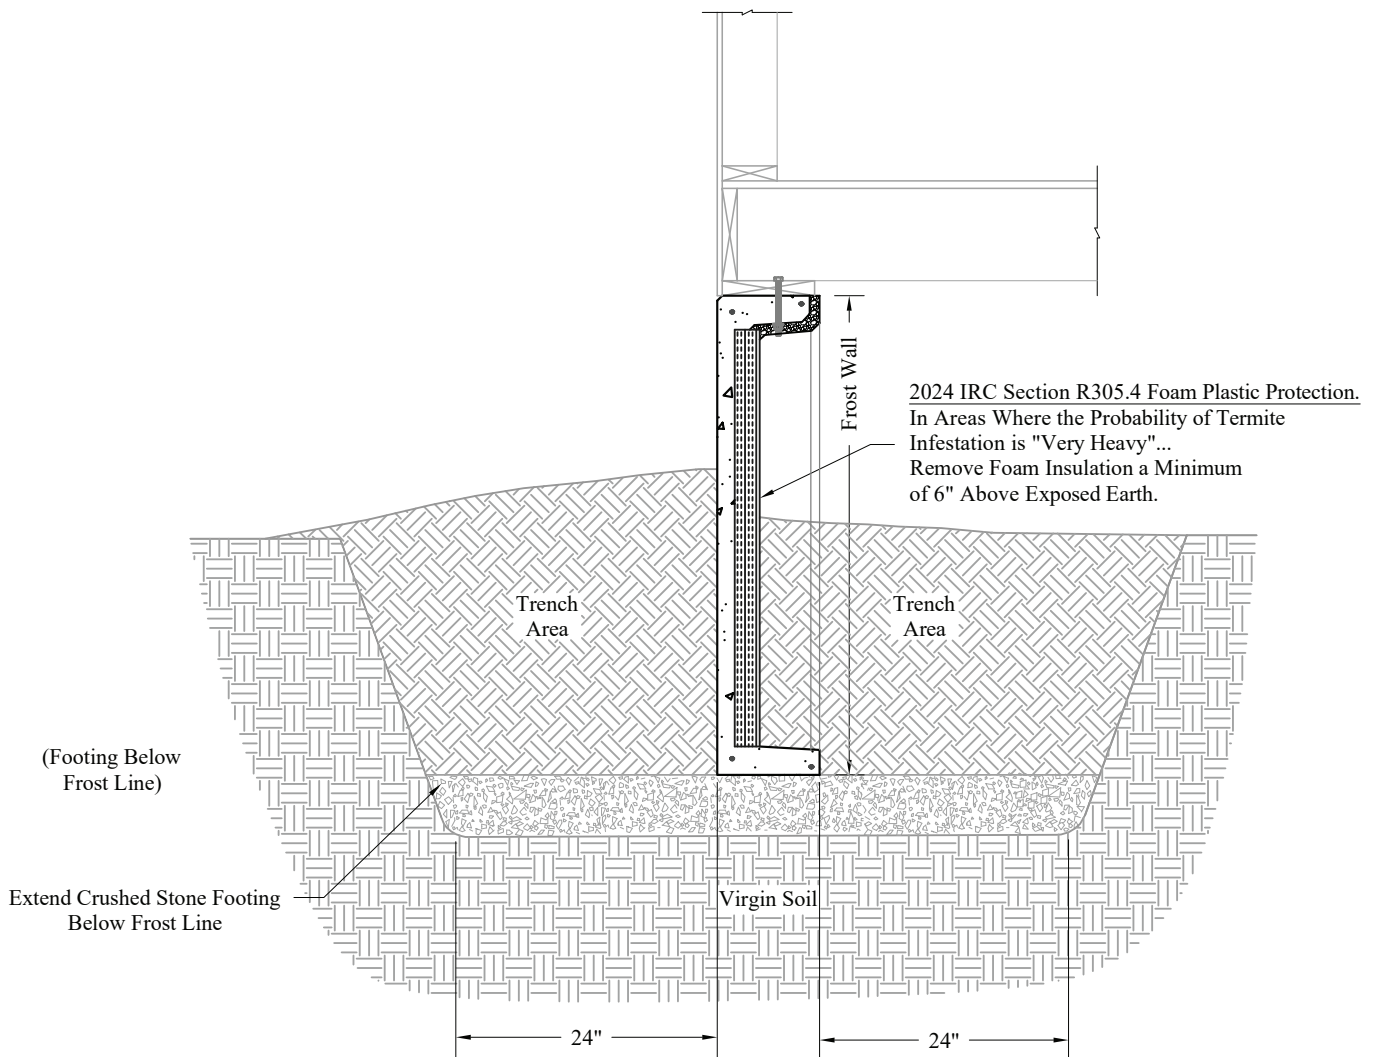 Frost Wall
2024 IRC Section R305.4 Foam Plastic Protection.
In Areas Where the Probability of Termite
Infestation is "Very Heavy"...
Remove Foam Insulation a Minimum
of 6" Above Exposed Earth.
Trench
Area
Trench
Area
(Footing Below
Frost Line)
Extend Crushed Stone Footing
Below Frost Line
Virgin Soil
24"
24"